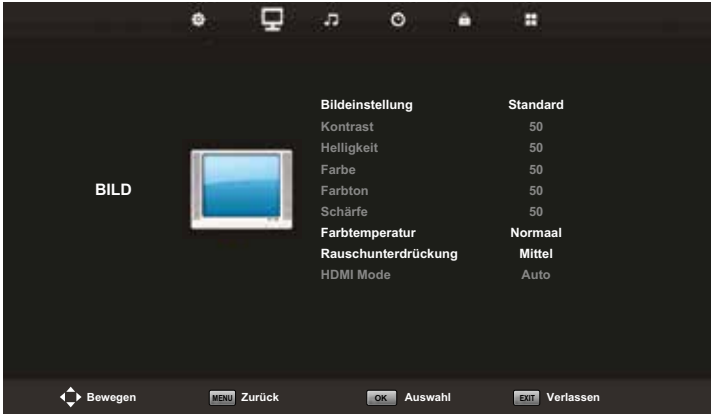 Bildeinstellung Standard
Kontrast 50
Helligkeit 50
Farbe 50
BILD Farbton 50
Schärfe 50
Farbtemperatur Normaal
Rauschunterdrückung Mittel
HDMI Mode Auto
Bewegen MENU Zurück OK Auswahl EXIT Verlassen